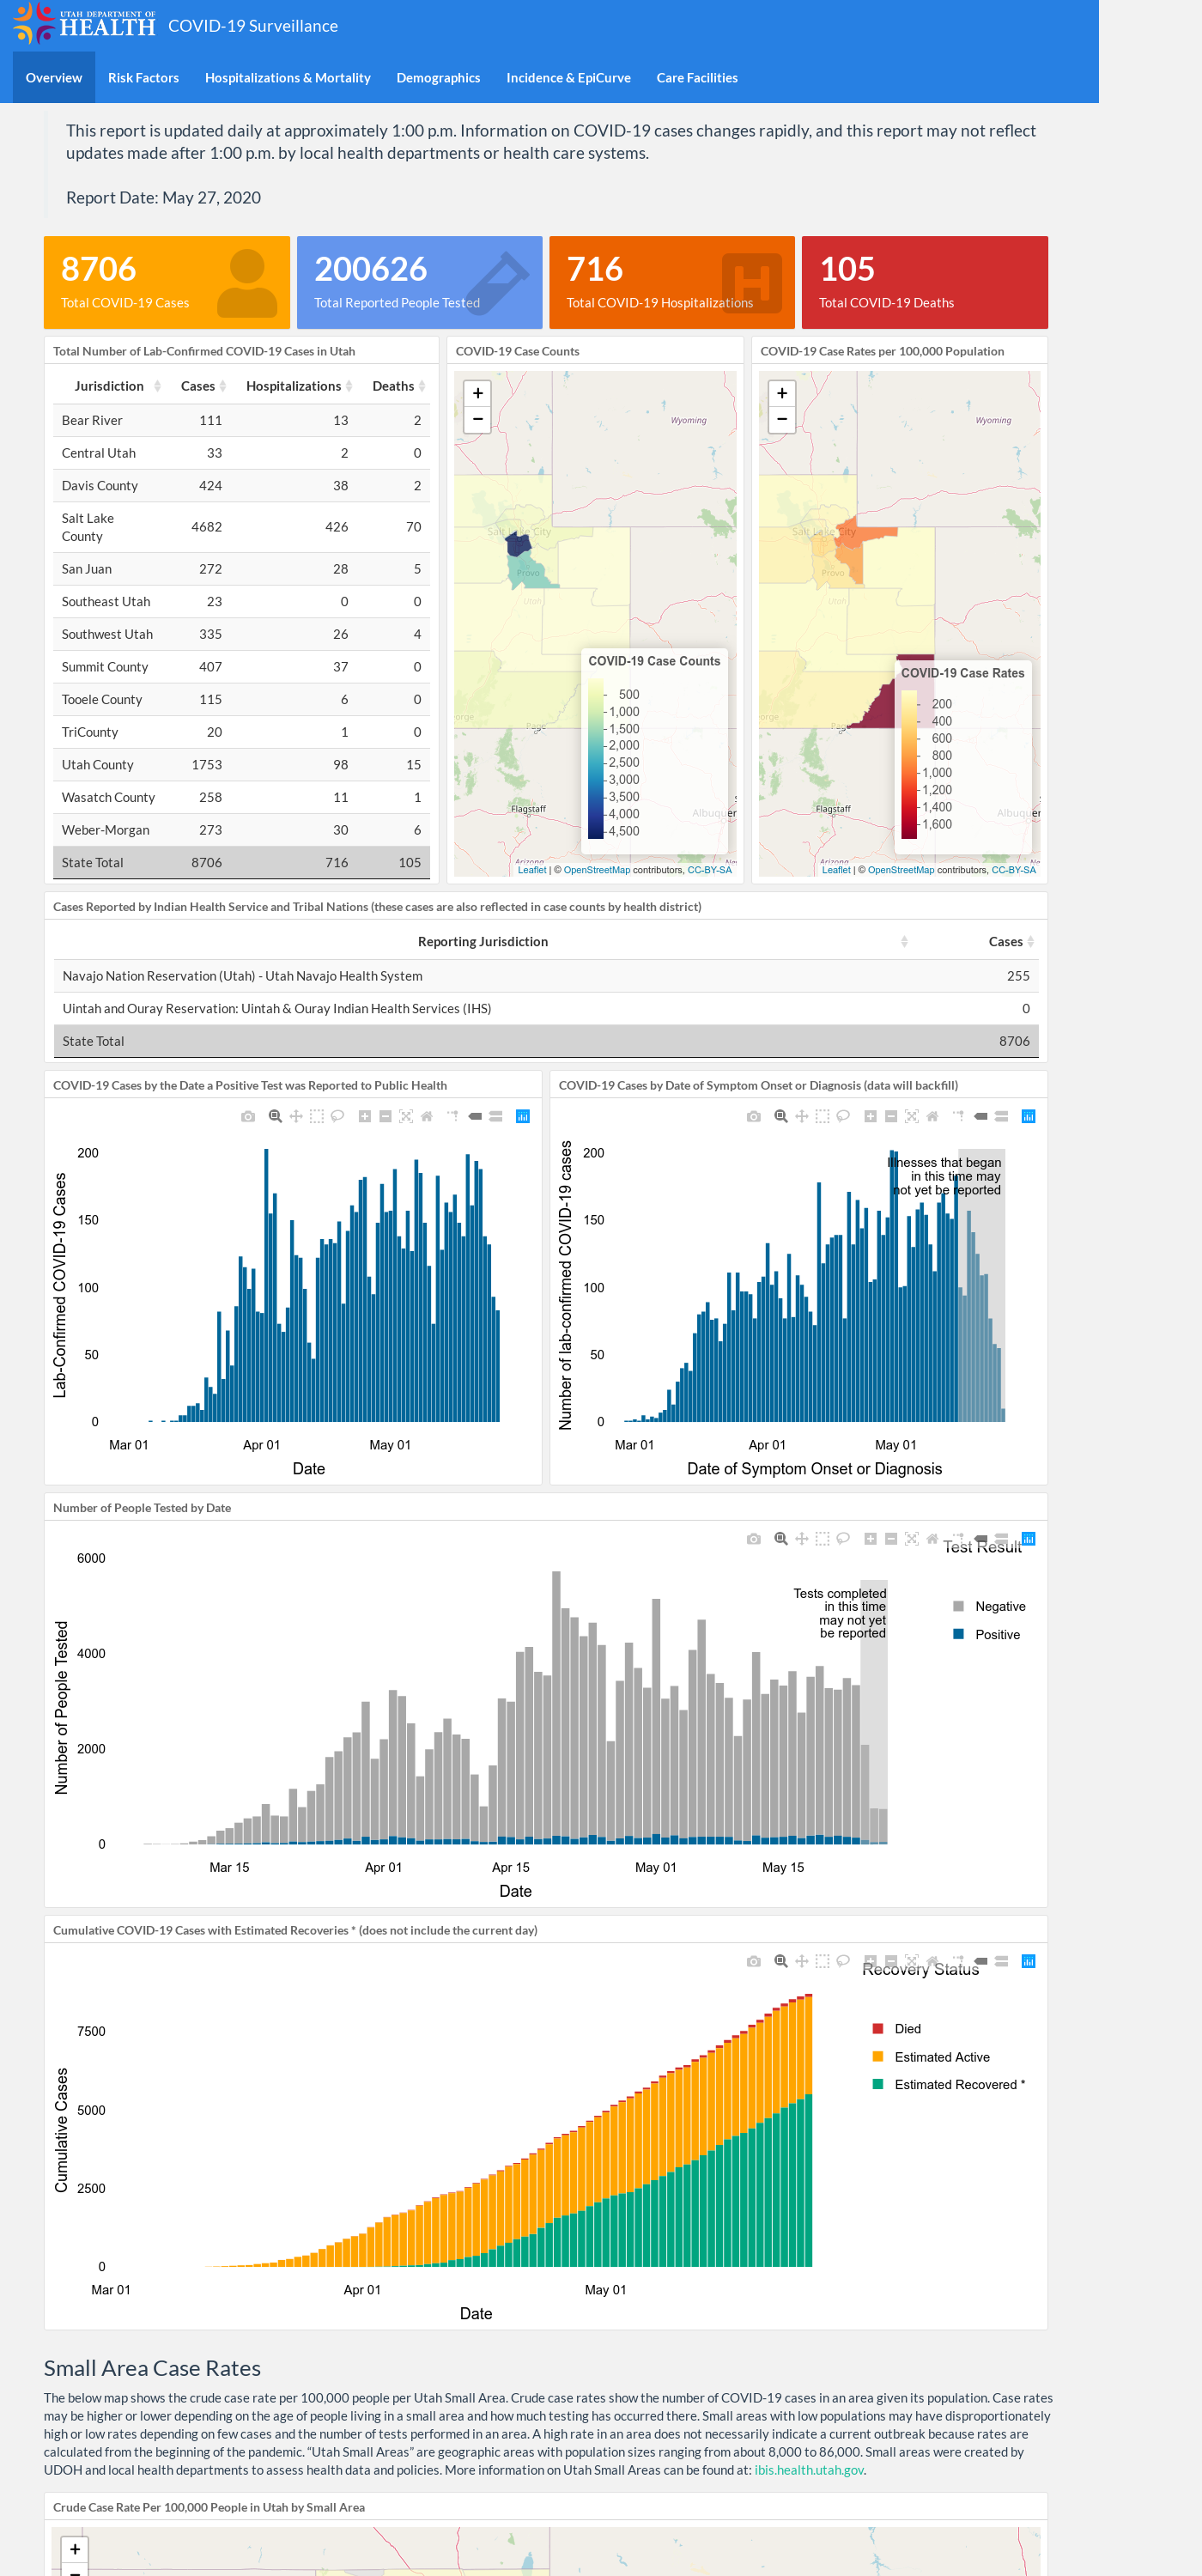 UTAH DEPARTMENT OF
HEALTH COVID-19 Surveillance
Overview Risk Factors Hospitalizations & Mortality Demographics Incidence & EpiCurve Care Facilities
This report is updated daily at approximately 1:00 p.m. Information on COVID-19 cases changes rapidly, and this report may not reflect
updates made after 1:00 p.m. by local health departments or health care systems.
Report Date: May 27, 2020
8706
Total COVID-19 Cases
200626
Total Reported People Tested
716
Total COVID-19 Hospitalizations
105
Total COVID-19 Deaths
Total Number of Lab-Confirmed COVID-19 Cases in Utah
Jurisdiction Cases Hospitalizations Deaths
Bear River 111 13 2
Central Utah 33 2 0
Davis County 424 38 2
Salt Lake
County 4682 426 70
San Juan 272 28 5
Southeast Utah 23 0 0
Southwest Utah 335 26 4
Summit County 407 37 0
Tooele County 115 6 0
TriCounty 20 1 0
Utah County 1753 98 15
Wasatch County 258 11 1
Weber-Morgan 273 30 6
State Total 8706 716 105
COVID-19 Case Counts
+
−
Wyoming
Salt Lake City
Provo
Utah
orge
Page
Flagstaff
Albuquer
Arizona
COVID-19 Case Counts
500
1,000
1,500
2,000
2,500
3,000
3,500
4,000
4,500
Leaflet | © OpenStreetMap contributors, CC-BY-SA
COVID-19 Case Rates per 100,000 Population
+
−
Wyoming
Salt Lake City
Provo
Utah
orge
Page
Flagstaff
Albuquer
Arizona
COVID-19 Case Rates
200
400
600
800
1,000
1,200
1,400
1,600
Leaflet | © OpenStreetMap contributors, CC-BY-SA
Cases Reported by Indian Health Service and Tribal Nations (these cases are also reflected in case counts by health district)
Reporting Jurisdiction Cases
Navajo Nation Reservation (Utah) - Utah Navajo Health System 255
Uintah and Ouray Reservation: Uintah & Ouray Indian Health Services (IHS) 0
State Total 8706
COVID-19 Cases by the Date a Positive Test was Reported to Public Health
Lab-Confirmed COVID-19 Cases
200
150
100
50
0
Mar 01 Apr 01 May 01
Date
COVID-19 Cases by Date of Symptom Onset or Diagnosis (data will backfill)
Number of lab-confirmed COVID-19 cases
200
150
100
50
0
Illnesses that began
in this time may
not yet be reported
Mar 01 Apr 01 May 01
Date of Symptom Onset or Diagnosis
Number of People Tested by Date
Number of People Tested
6000
4000
2000
0
Tests completed
in this time
may not yet
be reported
Test Result
Negative
Positive
Mar 15 Apr 01 Apr 15 May 01 May 15
Date
Cumulative COVID-19 Cases with Estimated Recoveries * (does not include the current day)
Cumulative Cases
7500
5000
2500
0
Recovery Status
Died
Estimated Active
Estimated Recovered *
Mar 01 Apr 01 May 01
Date
Small Area Case Rates
The below map shows the crude case rate per 100,000 people per Utah Small Area. Crude case rates show the number of COVID-19 cases in an area given its population. Case rates
may be higher or lower depending on the age of people living in a small area and how much testing has occurred there. Small areas with low populations may have disproportionately
high or low rates depending on few cases and the number of tests performed in an area. A high rate in an area does not necessarily indicate a current outbreak because rates are
calculated from the beginning of the pandemic. “Utah Small Areas” are geographic areas with population sizes ranging from about 8,000 to 86,000. Small areas were created by
UDOH and local health departments to assess health data and policies. More information on Utah Small Areas can be found at: ibis.health.utah.gov.
Crude Case Rate Per 100,000 People in Utah by Small Area
+